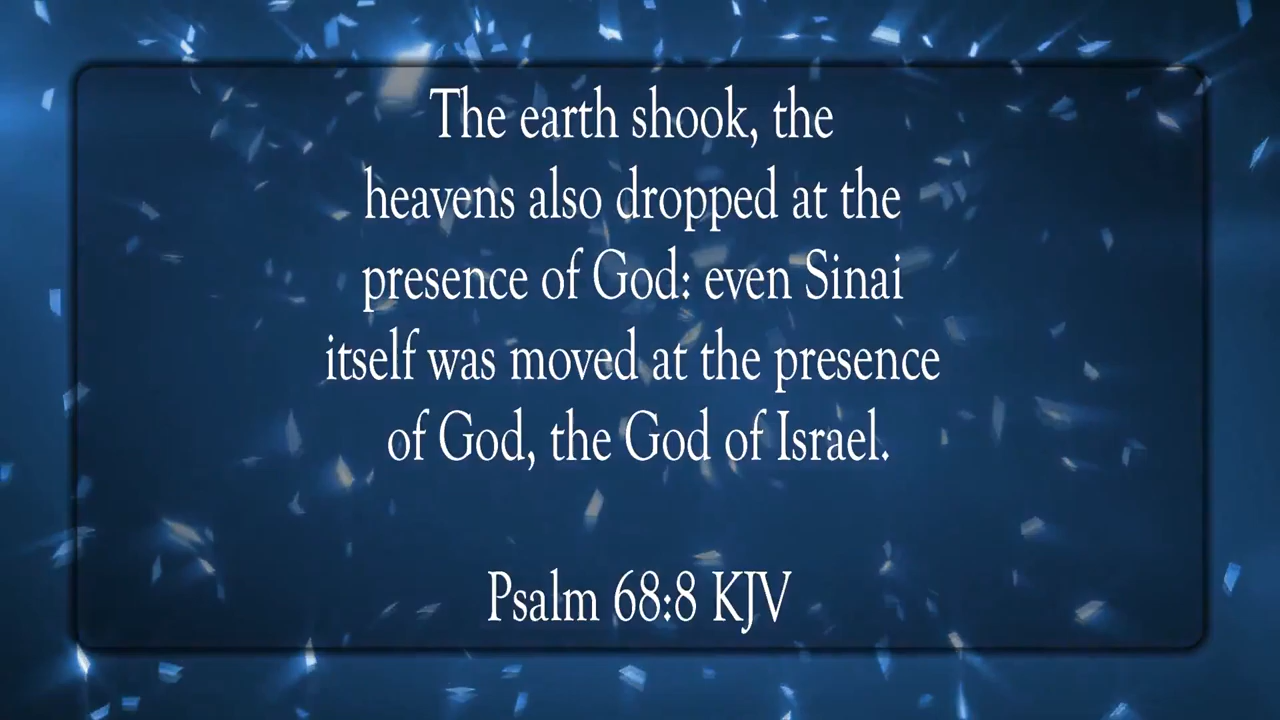 The earth shook, the
heavens also dropped at the
presence of God: even Sinai
itself was moved at the presence
of God, the God of Israel.
Psalm 68:8 KJV